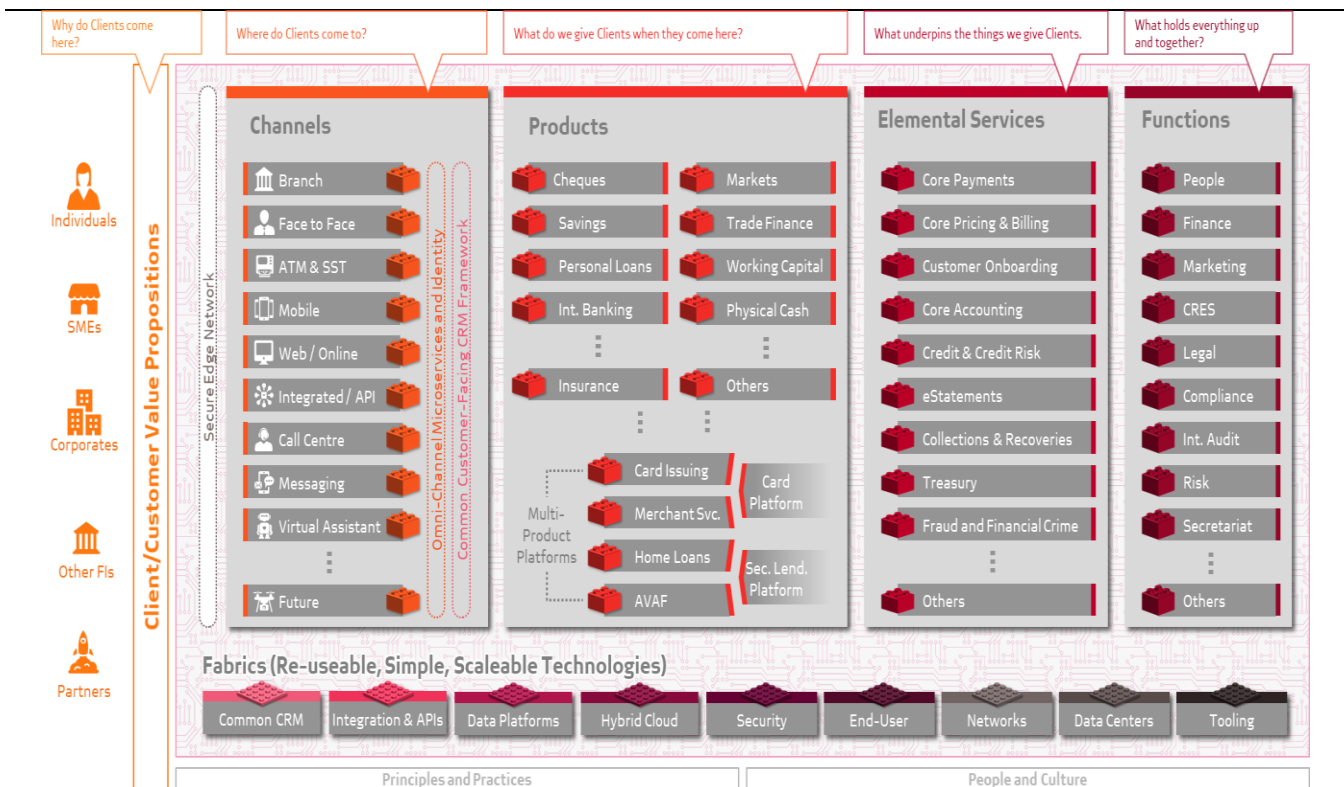 Why do Clients come
here?
Where do Clients come to?
What do we give Clients when they come here?
What underpins the things we give Clients.
What holds everything up
and together?
Individuals
SMEs
Corporates
Other FIs
Partners
Client/Customer Value Propositions
Secure Edge Network
Channels
Branch
Face to Face
ATM & SST
Mobile
Web / Online
Integrated / API
Call Centre
Messaging
Virtual Assistant
Future
Omni-Channel Microservices and Identity
Common Customer-Facing CRM Framework
Products
Cheques
Savings
Personal Loans
Int. Banking
Insurance
Markets
Trade Finance
Working Capital
Physical Cash
Others
Multi-
Product
Platforms
Card Issuing
Merchant Svc.
Home Loans
AVAF
Card
Platform
Sec. Lend.
Platform
Elemental Services
Core Payments
Core Pricing & Billing
Customer Onboarding
Core Accounting
Credit & Credit Risk
eStatements
Collections & Recoveries
Treasury
Fraud and Financial Crime
Others
Functions
People
Finance
Marketing
CRES
Legal
Compliance
Int. Audit
Risk
Secretariat
Others
Fabrics (Re-useable, Simple, Scaleable Technologies)
Common CRM
Integration & APIs
Data Platforms
Hybrid Cloud
Security
End-User
Networks
Data Centers
Tooling
Principles and Practices
People and Culture